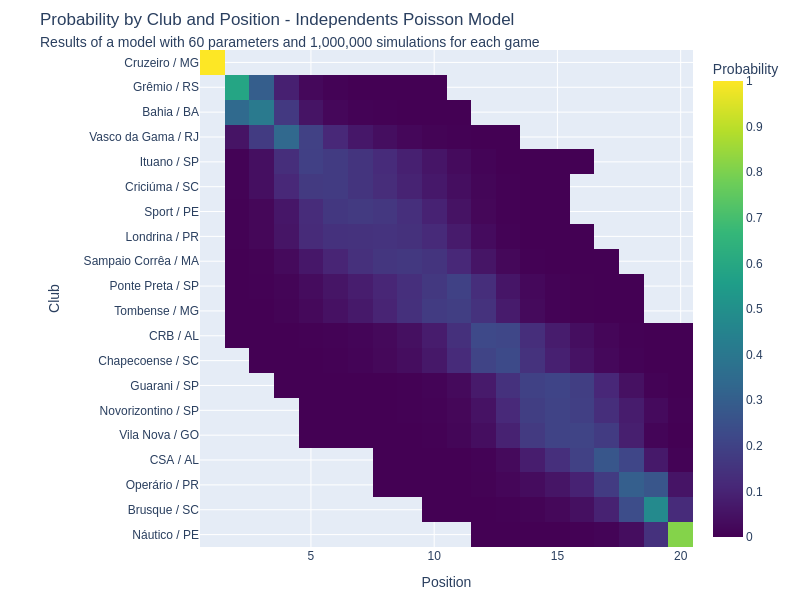 Probability by Club and Position - Independents Poisson Model
Results of a model with 60 parameters and 1,000,000 simulations for each game
Probability
Club
Cruzeiro / MG
Grêmio / RS
Bahia / BA
Vasco da Gama / RJ
Ituano / SP
Criciúma / SC
Sport / PE
Londrina / PR
Sampaio Corrêa / MA
Ponte Preta / SP
Tombense / MG
CRB / AL
Chapecoense / SC
Guarani / SP
Novorizontino / SP
Vila Nova / GO
CSA / AL
Operário / PR
Brusque / SC
Náutico / PE
1
0.9
0.8
0.7
0.6
0.5
0.4
0.3
0.2
0.1
0
5 10 15 20
Position